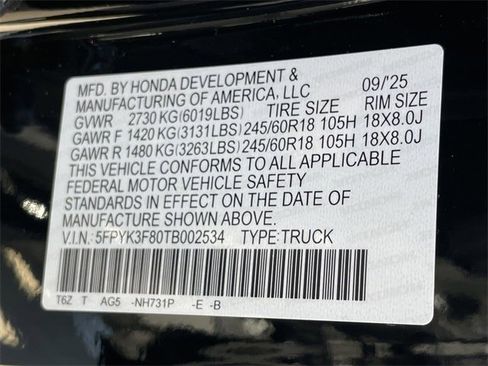 MFD. BY HONDA DEVELOPMENT &
MANUFACTURING OF AMERICA, LLC 09/'25
GVWR 2730 KG(6019LBS) TIRE SIZE RIM SIZE
GAWR F 1420 KG(3131LBS) 245/60R18 105H 18X8.0J
GAWR R 1480 KG(3263LBS) 245/60R18 105H 18X8.0J
THIS VEHICLE CONFORMS TO ALL APPLICABLE
FEDERAL MOTOR VEHICLE SAFETY
STANDARDS IN EFFECT ON THE DATE OF
MANUFACTURE SHOWN ABOVE.
V.I.N.: 5FPYK3F80TB002534 TYPE:TRUCK
T6Z T AG5 -NH731P -E -B